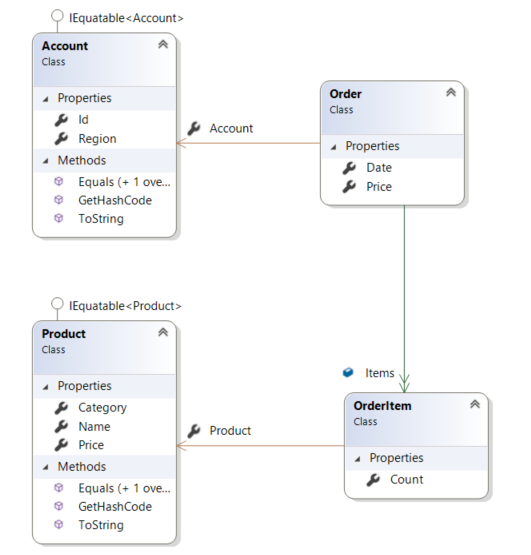 IEquatable<Account>
Account
Class
Properties
Id
Region
Methods
Equals (+ 1 ove...
GetHashCode
ToString
Account
Order
Class
Properties
Date
Price
IEquatable<Product>
Product
Class
Properties
Category
Name
Price
Methods
Equals (+ 1 ove...
GetHashCode
ToString
Product
Items
OrderItem
Class
Properties
Count